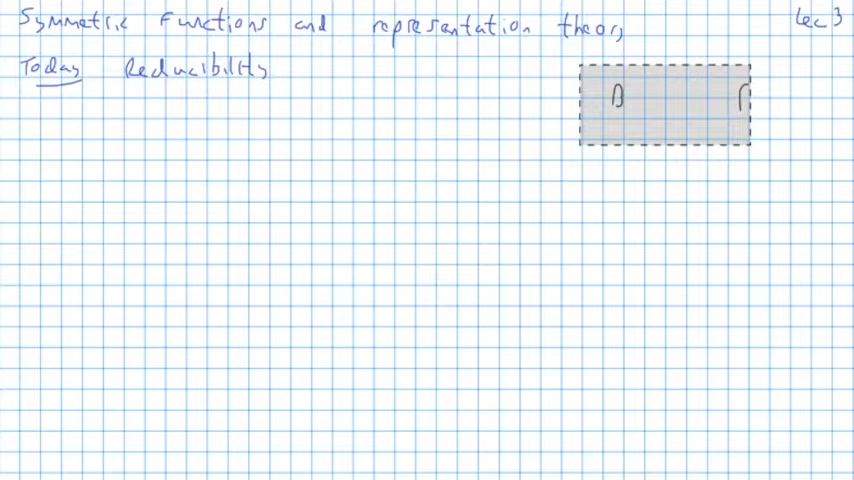 Symmetric Functions and representation theory Lec 3
Today Reducibility